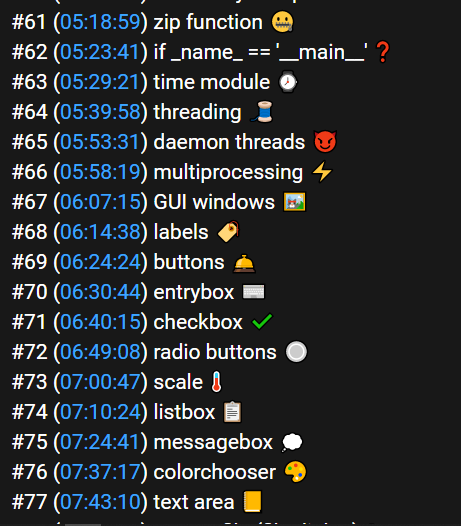 #61 (05:18:59) zip function 🤐
#62 (05:23:41) if _name_ == '__main__' ❓
#63 (05:29:21) time module ⌚
#64 (05:39:58) threading 🧵
#65 (05:53:31) daemon threads 😈
#66 (05:58:19) multiprocessing ⚡
#67 (06:07:15) GUI windows 🖼️
#68 (06:14:38) labels 🏷️
#69 (06:24:24) buttons 🛎️
#70 (06:30:44) entrybox ⌨️
#71 (06:40:15) checkbox ✔️
#72 (06:49:08) radio buttons 🔘
#73 (07:00:47) scale🌡️
#74 (07:10:24) listbox 📋
#75 (07:24:41) messagebox 💭
#76 (07:37:17) colorchooser 🎨
#77 (07:43:10) text area 📒